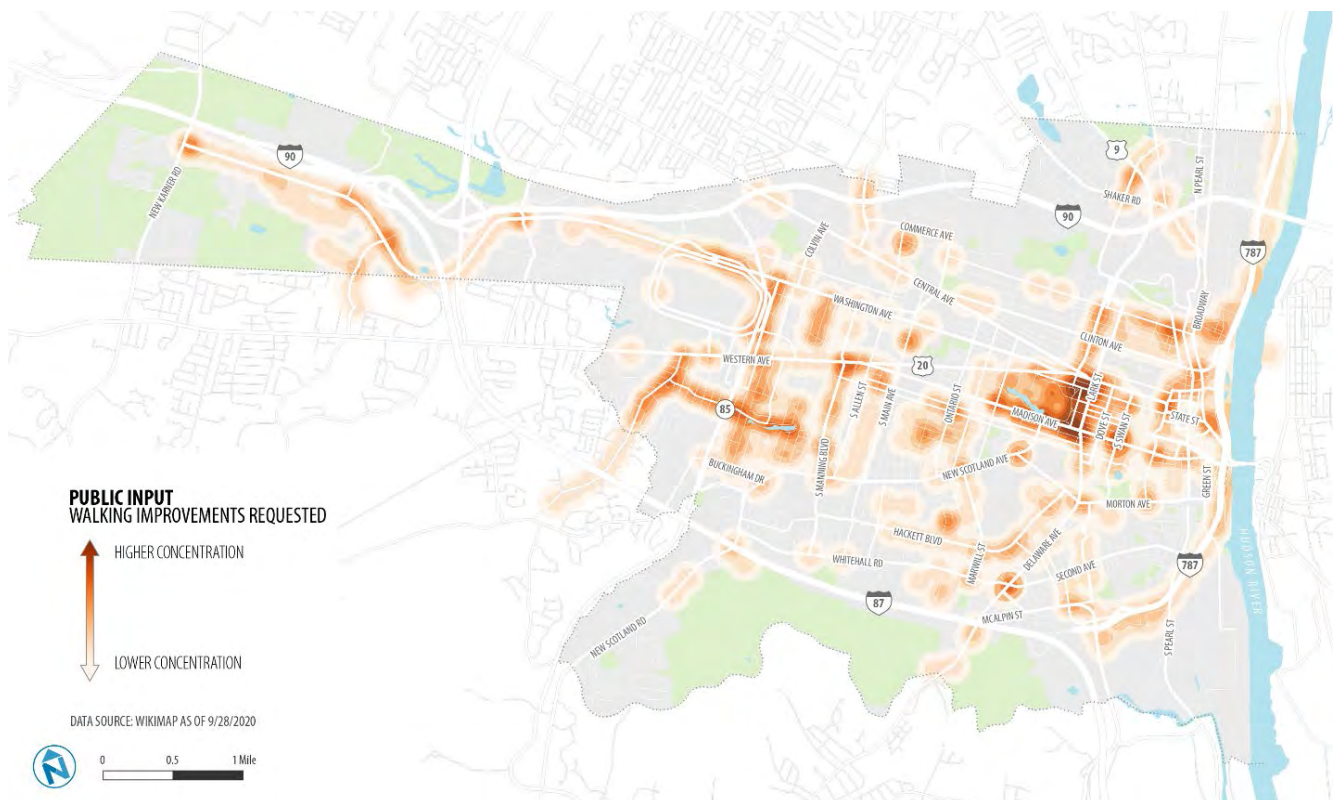 90
9
NEW KARNER RD
SHAKER RD
N PEARL ST
90
COMMERCE AVE
COLVIN AVE
787
CENTRAL AVE
WASHINGTON AVE
BROADWAY
CLINTON AVE
WESTERN AVE
20
CLARK ST
S ALLEN ST
S MAIN AVE
ONTARIO ST
MADISON AVE
DOVE ST
S SWAN ST
STATE ST
85
S MANNING BLVD
BUCKINGHAM DR
NEW SCOTLAND AVE
GREEN ST
MORTON AVE
PUBLIC INPUT
WALKING IMPROVEMENTS REQUESTED
HIGHER CONCENTRATION
LOWER CONCENTRATION
HACKETT BLVD
WHITEHALL RD
MARWILL ST
DELAWARE AVE
SECOND AVE
787
HUDSON RIVER
87
MCALPIN ST
NEW SCOTLAND RD
S PEARL ST
DATA SOURCE: WIKIMAP AS OF 9/28/2020
N
0 0.5 1 Mile